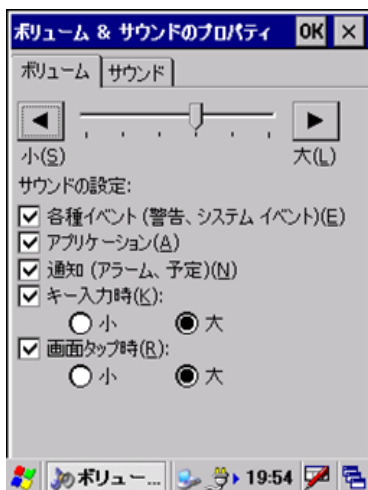 ボリューム & サウンドのプロパティ OK ×
ボリューム サウンド
小(S) 大(L)
サウンドの設定:
各種イベント (警告、システム イベント)(E)
アプリケーション(A)
通知 (アラーム、予定)(N)
キー入力時(K):
小 大
画面タップ時(R):
小 大
ボリュー... 19:54